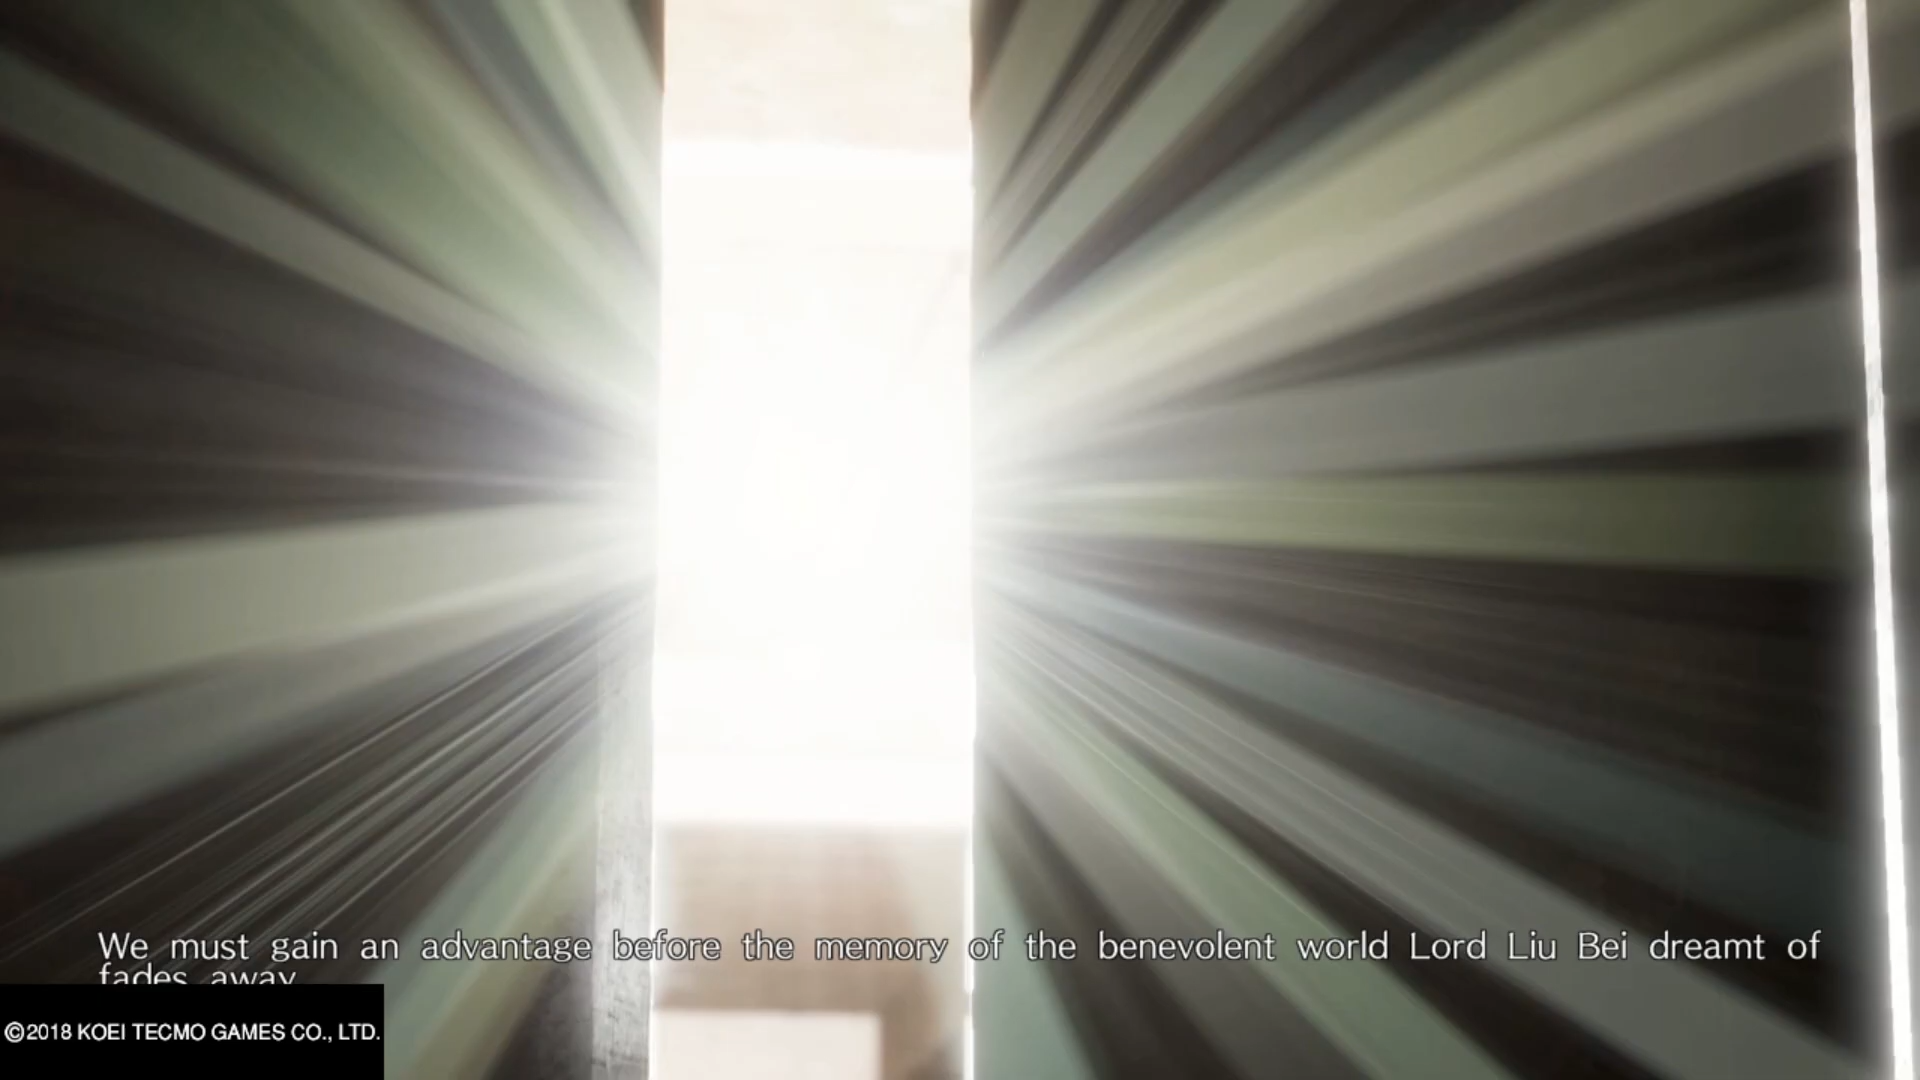 We must gain an advantage before the memory of the benevolent world Lord Liu Bei dreamt of
fades away.
©2018 KOEI TECMO GAMES CO., LTD.